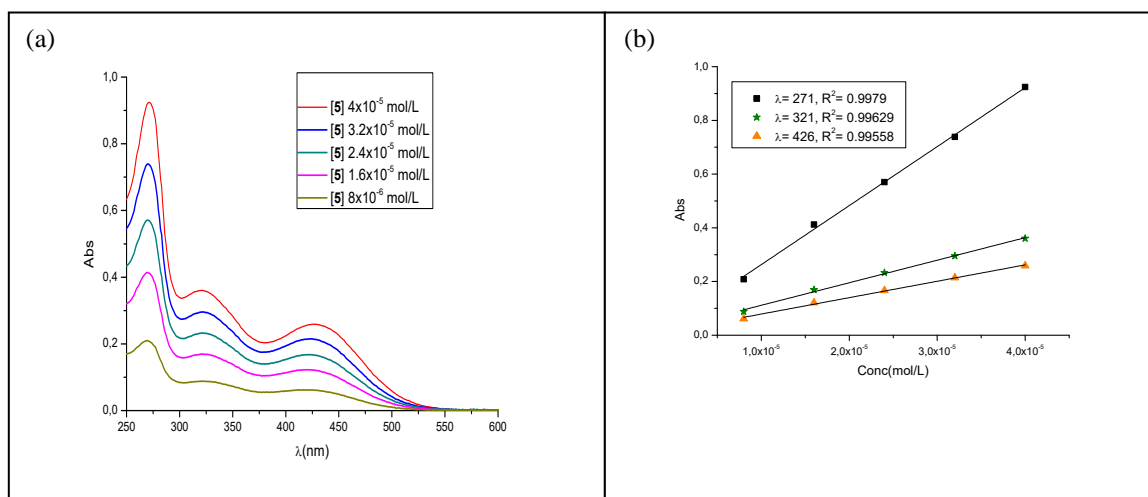 (a)
1,0
0,8
0,6
0,4
0,2
0,0
Abs
250 300 350 400 450 500 550 600
λ(nm)
[5] 4x10⁻⁵ mol/L
[5] 3.2x10⁻⁵ mol/L
[5] 2.4x10⁻⁵ mol/L
[5] 1.6x10⁻⁵ mol/L
[5] 8x10⁻⁶ mol/L
(b)
1,0
0,8
0,6
0,4
0,2
0,0
Abs
1,0x10⁻⁵ 2,0x10⁻⁵ 3,0x10⁻⁵ 4,0x10⁻⁵
Conc(mol/L)
λ= 271, R²= 0.9979
λ= 321, R²= 0.99629
λ= 426, R²= 0.99558